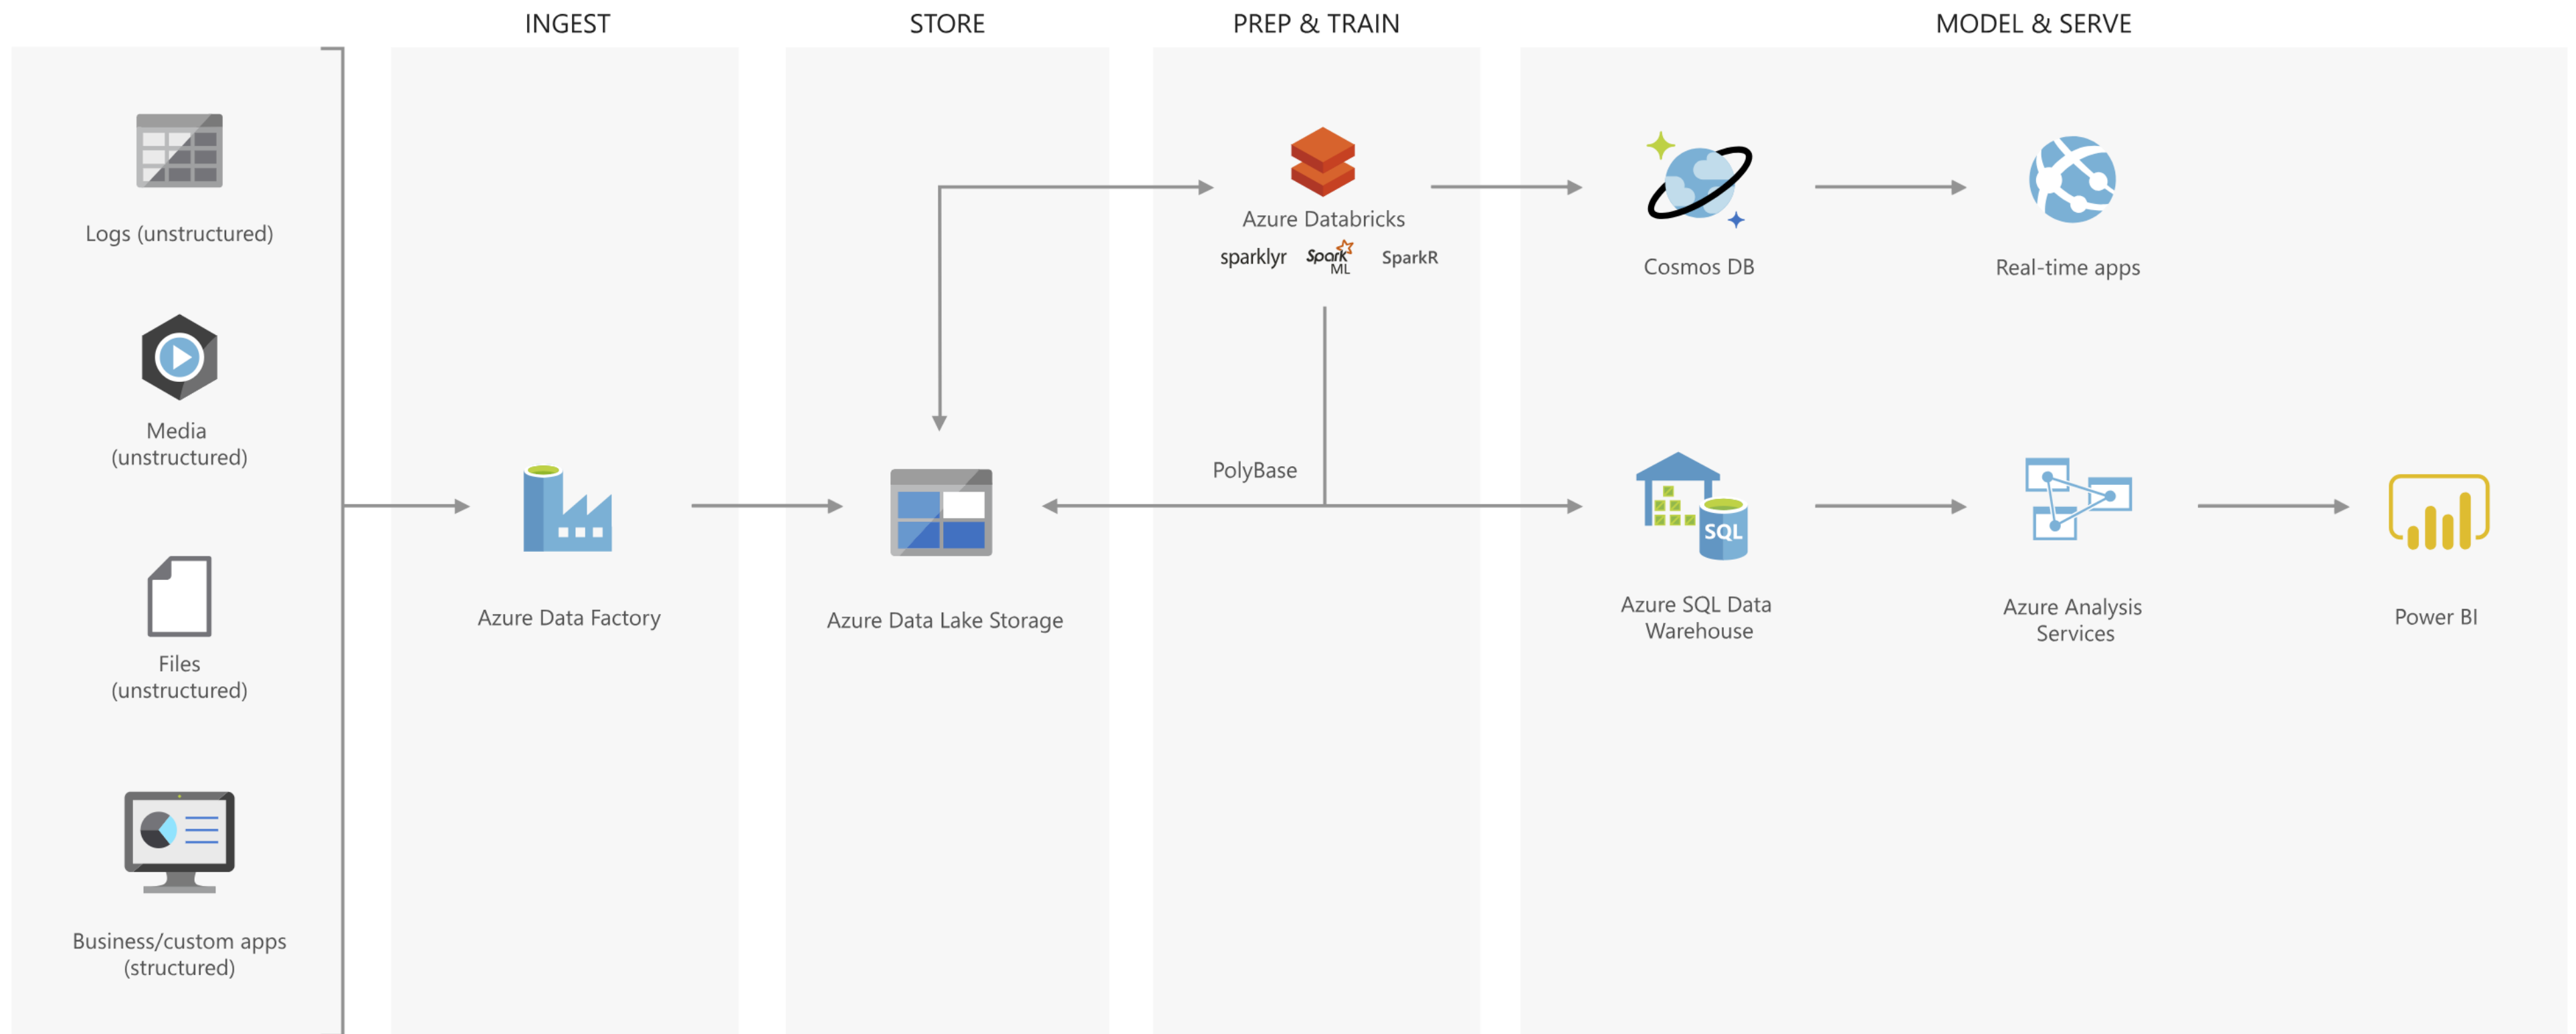 INGEST
STORE
PREP & TRAIN
MODEL & SERVE
Logs (unstructured)
Media
(unstructured)
Files
(unstructured)
Business/custom apps
(structured)
Azure Data Factory
Azure Data Lake Storage
Azure Databricks
sparklyr
Spark
ML
SparkR
PolyBase
Cosmos DB
Real-time apps
SQL
Azure SQL Data
Warehouse
Azure Analysis
Services
Power BI